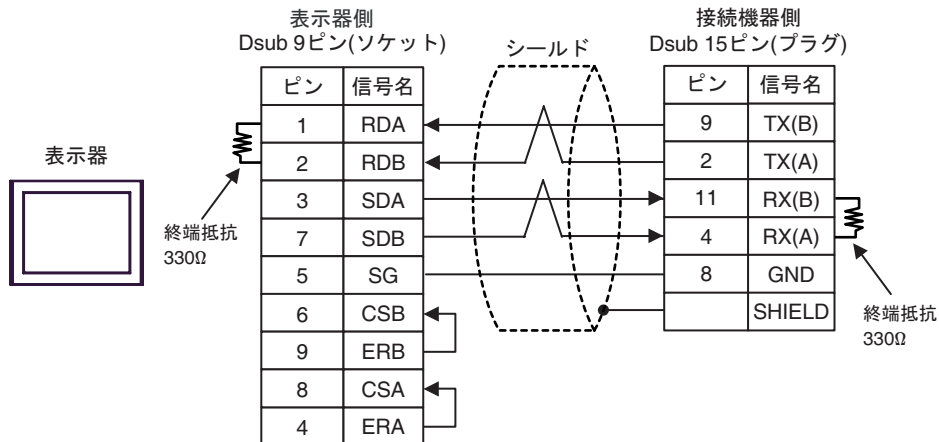 表示器側
Dsub 9ピン(ソケット)
シールド
接続機器側
Dsub 15ピン(プラグ)
ピン 信号名
1 RDA
2 RDB
3 SDA
7 SDB
5 SG
6 CSB
9 ERB
8 CSA
4 ERA
ピン 信号名
9 TX(B)
2 TX(A)
11 RX(B)
4 RX(A)
8 GND
SHIELD
表示器
終端抵抗
330Ω
終端抵抗
330Ω